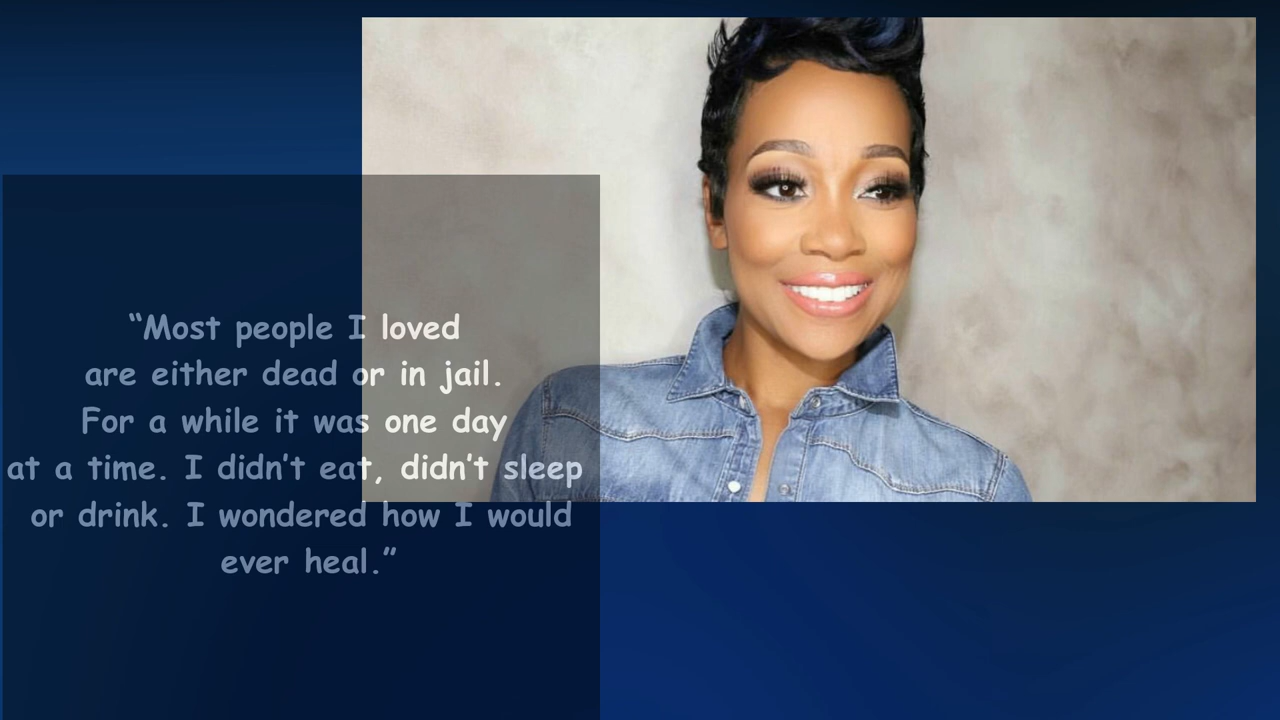 “Most people I loved
are either dead or in jail.
For a while it was one day
at a time. I didn’t eat, didn’t sleep
or drink. I wondered how I would
ever heal.”